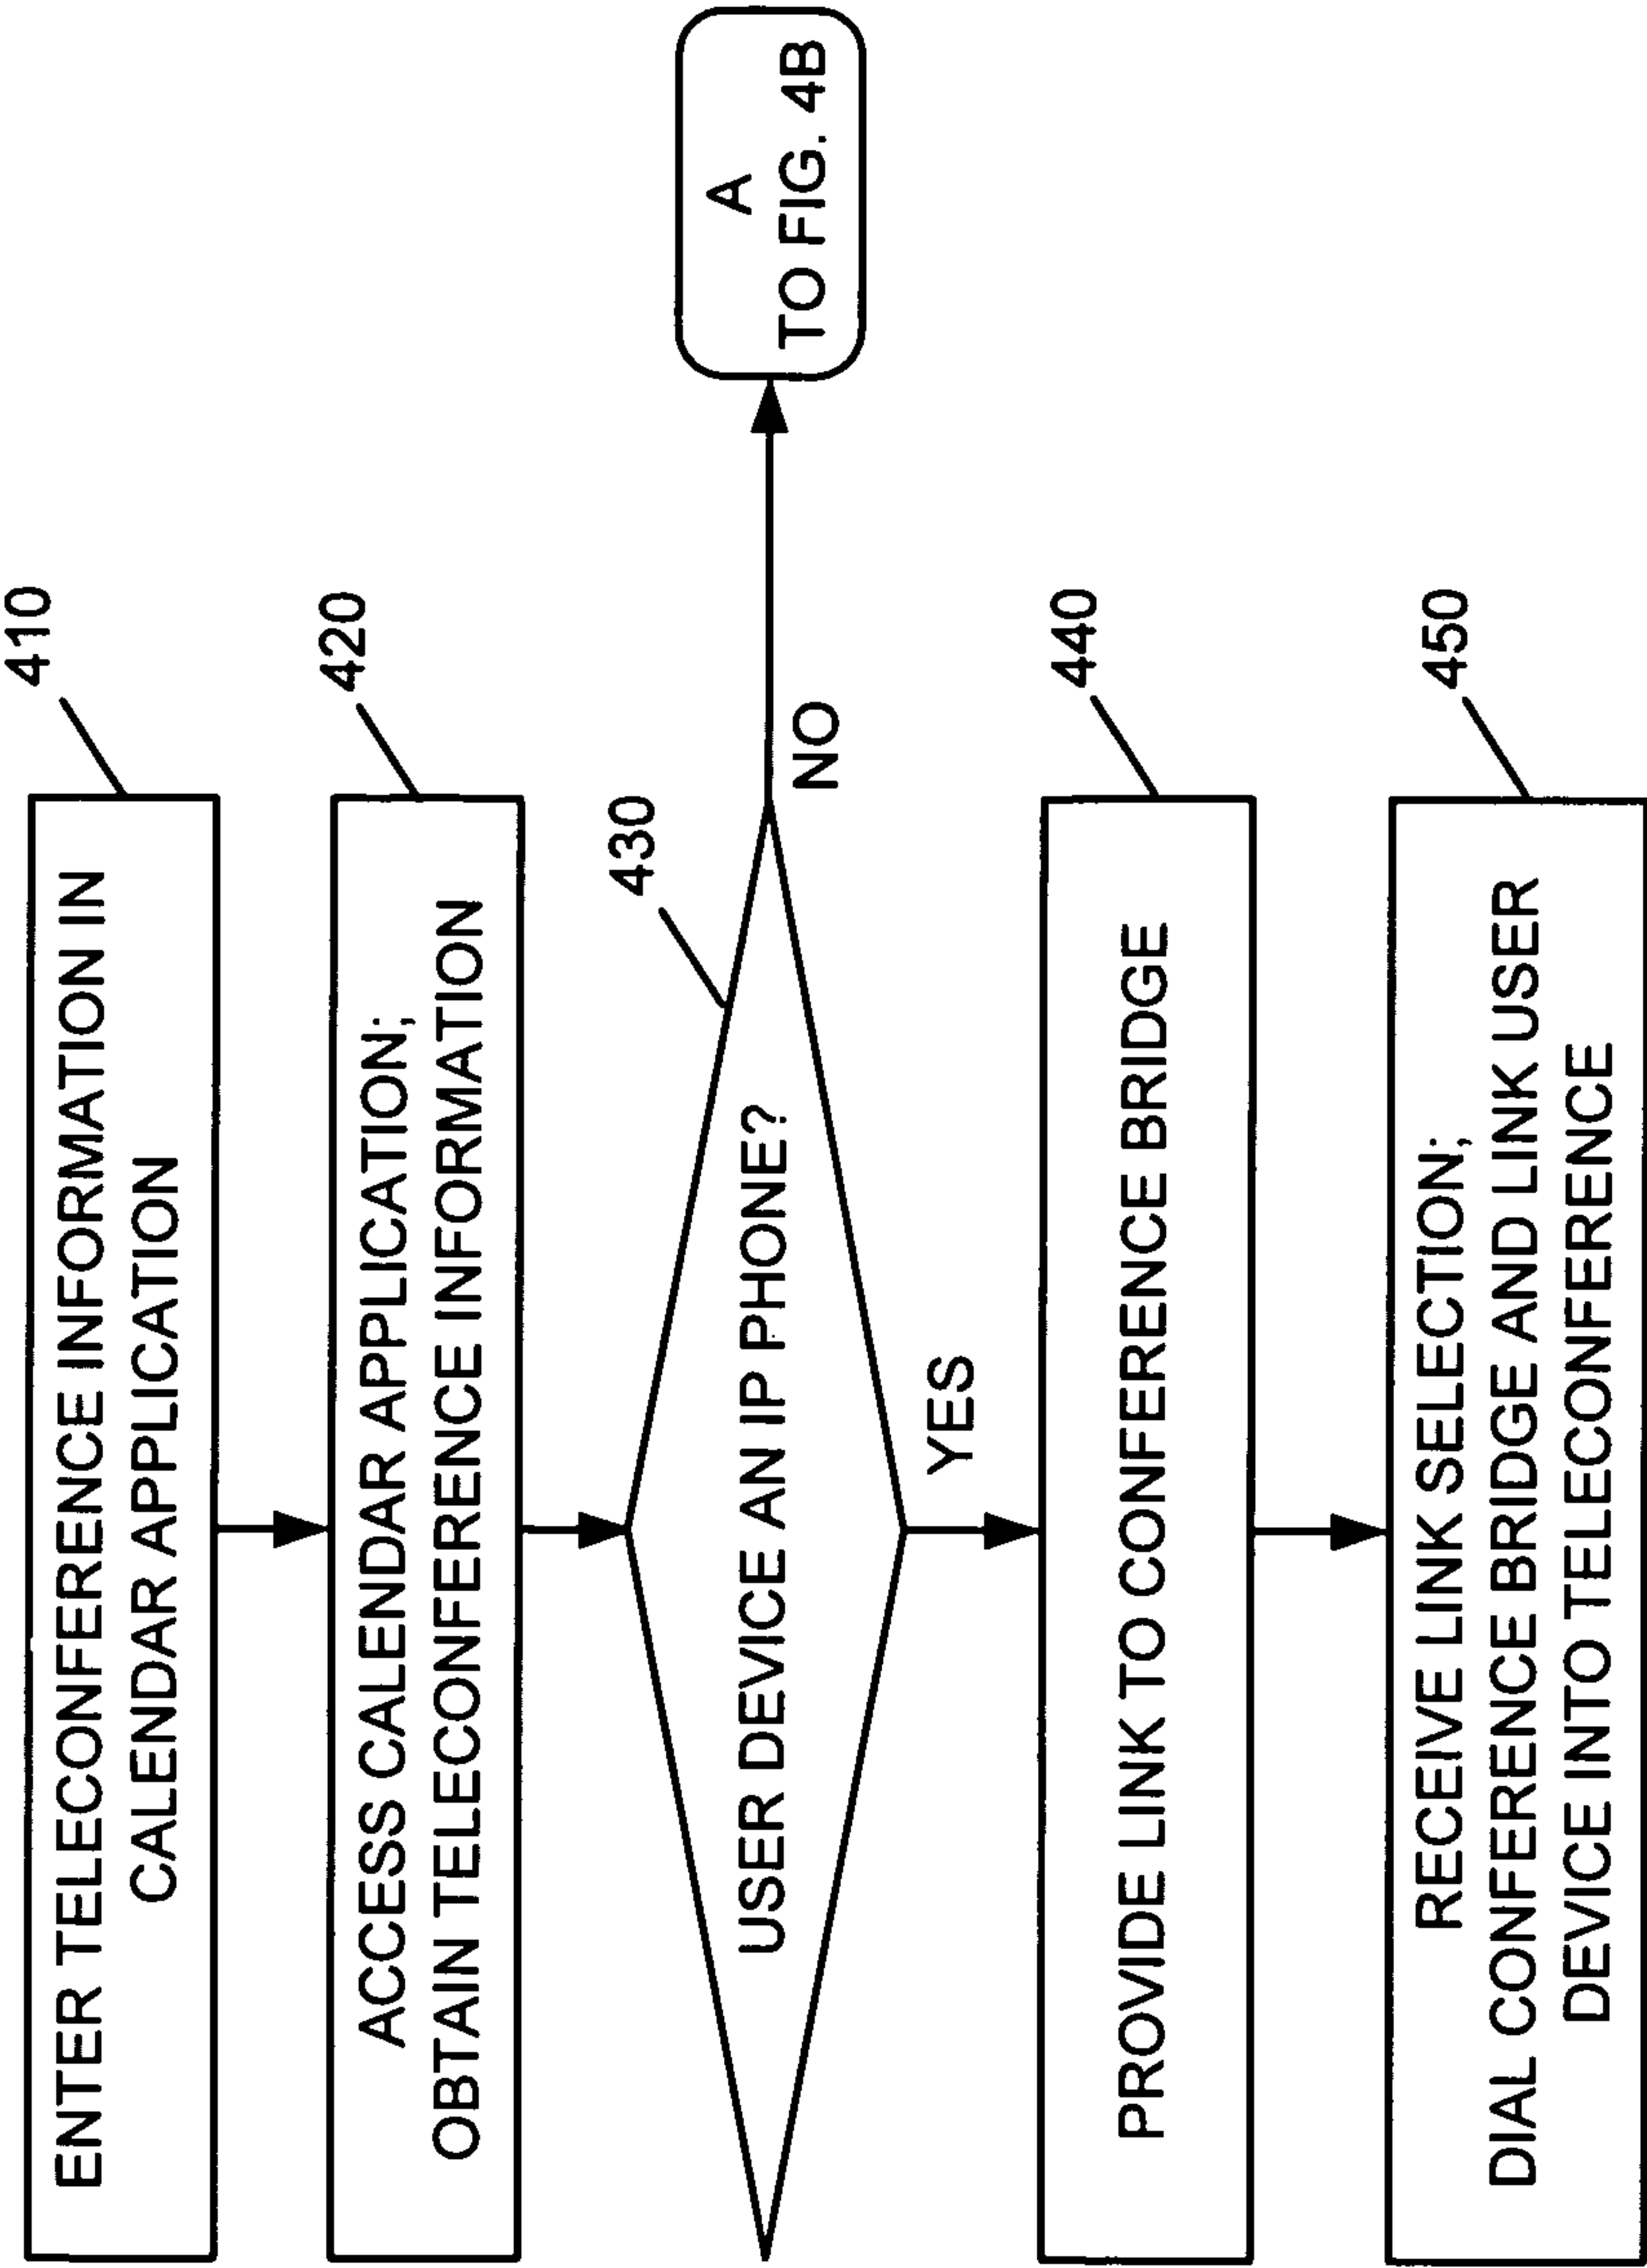 410
ENTER TELECONFERENCE INFORMATION IN
CALENDAR APPLICATION
420
ACCESS CALENDAR APPLICATION;
OBTAIN TELECONFERENCE INFORMATION
430
USER DEVICE AN IP PHONE?
NO
A
TO FIG. 4B
YES
440
PROVIDE LINK TO CONFERENCE BRIDGE
450
RECEIVE LINK SELECTION;
DIAL CONFERENCE BRIDGE AND LINK USER
DEVICE INTO TELECONFERENCE